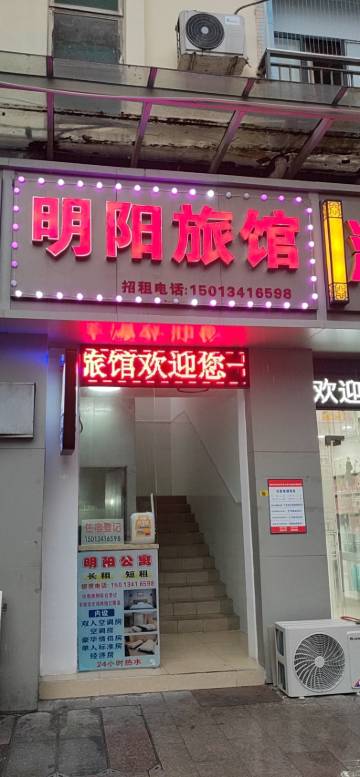 明阳旅馆
招租电话:15013416598
旅馆欢迎您
欢迎
住宿登记
15013416598
明阳公寓
长租 短租
内设
双人空调房
空调房
豪华情侣房
单人标准房
经济房
24小时热水